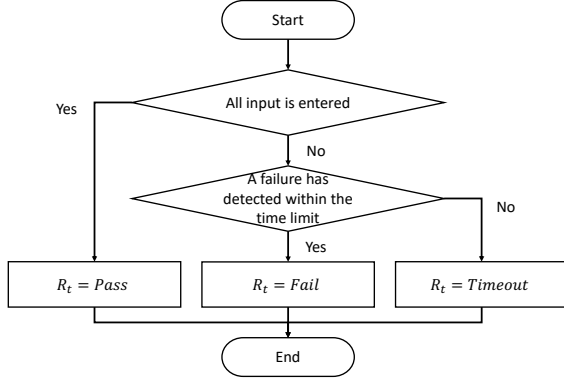 Start
All input is entered
Yes
No
A failure has
detected within the
time limit
No
Yes
R_t = Pass
R_t = Fail
R_t = Timeout
End